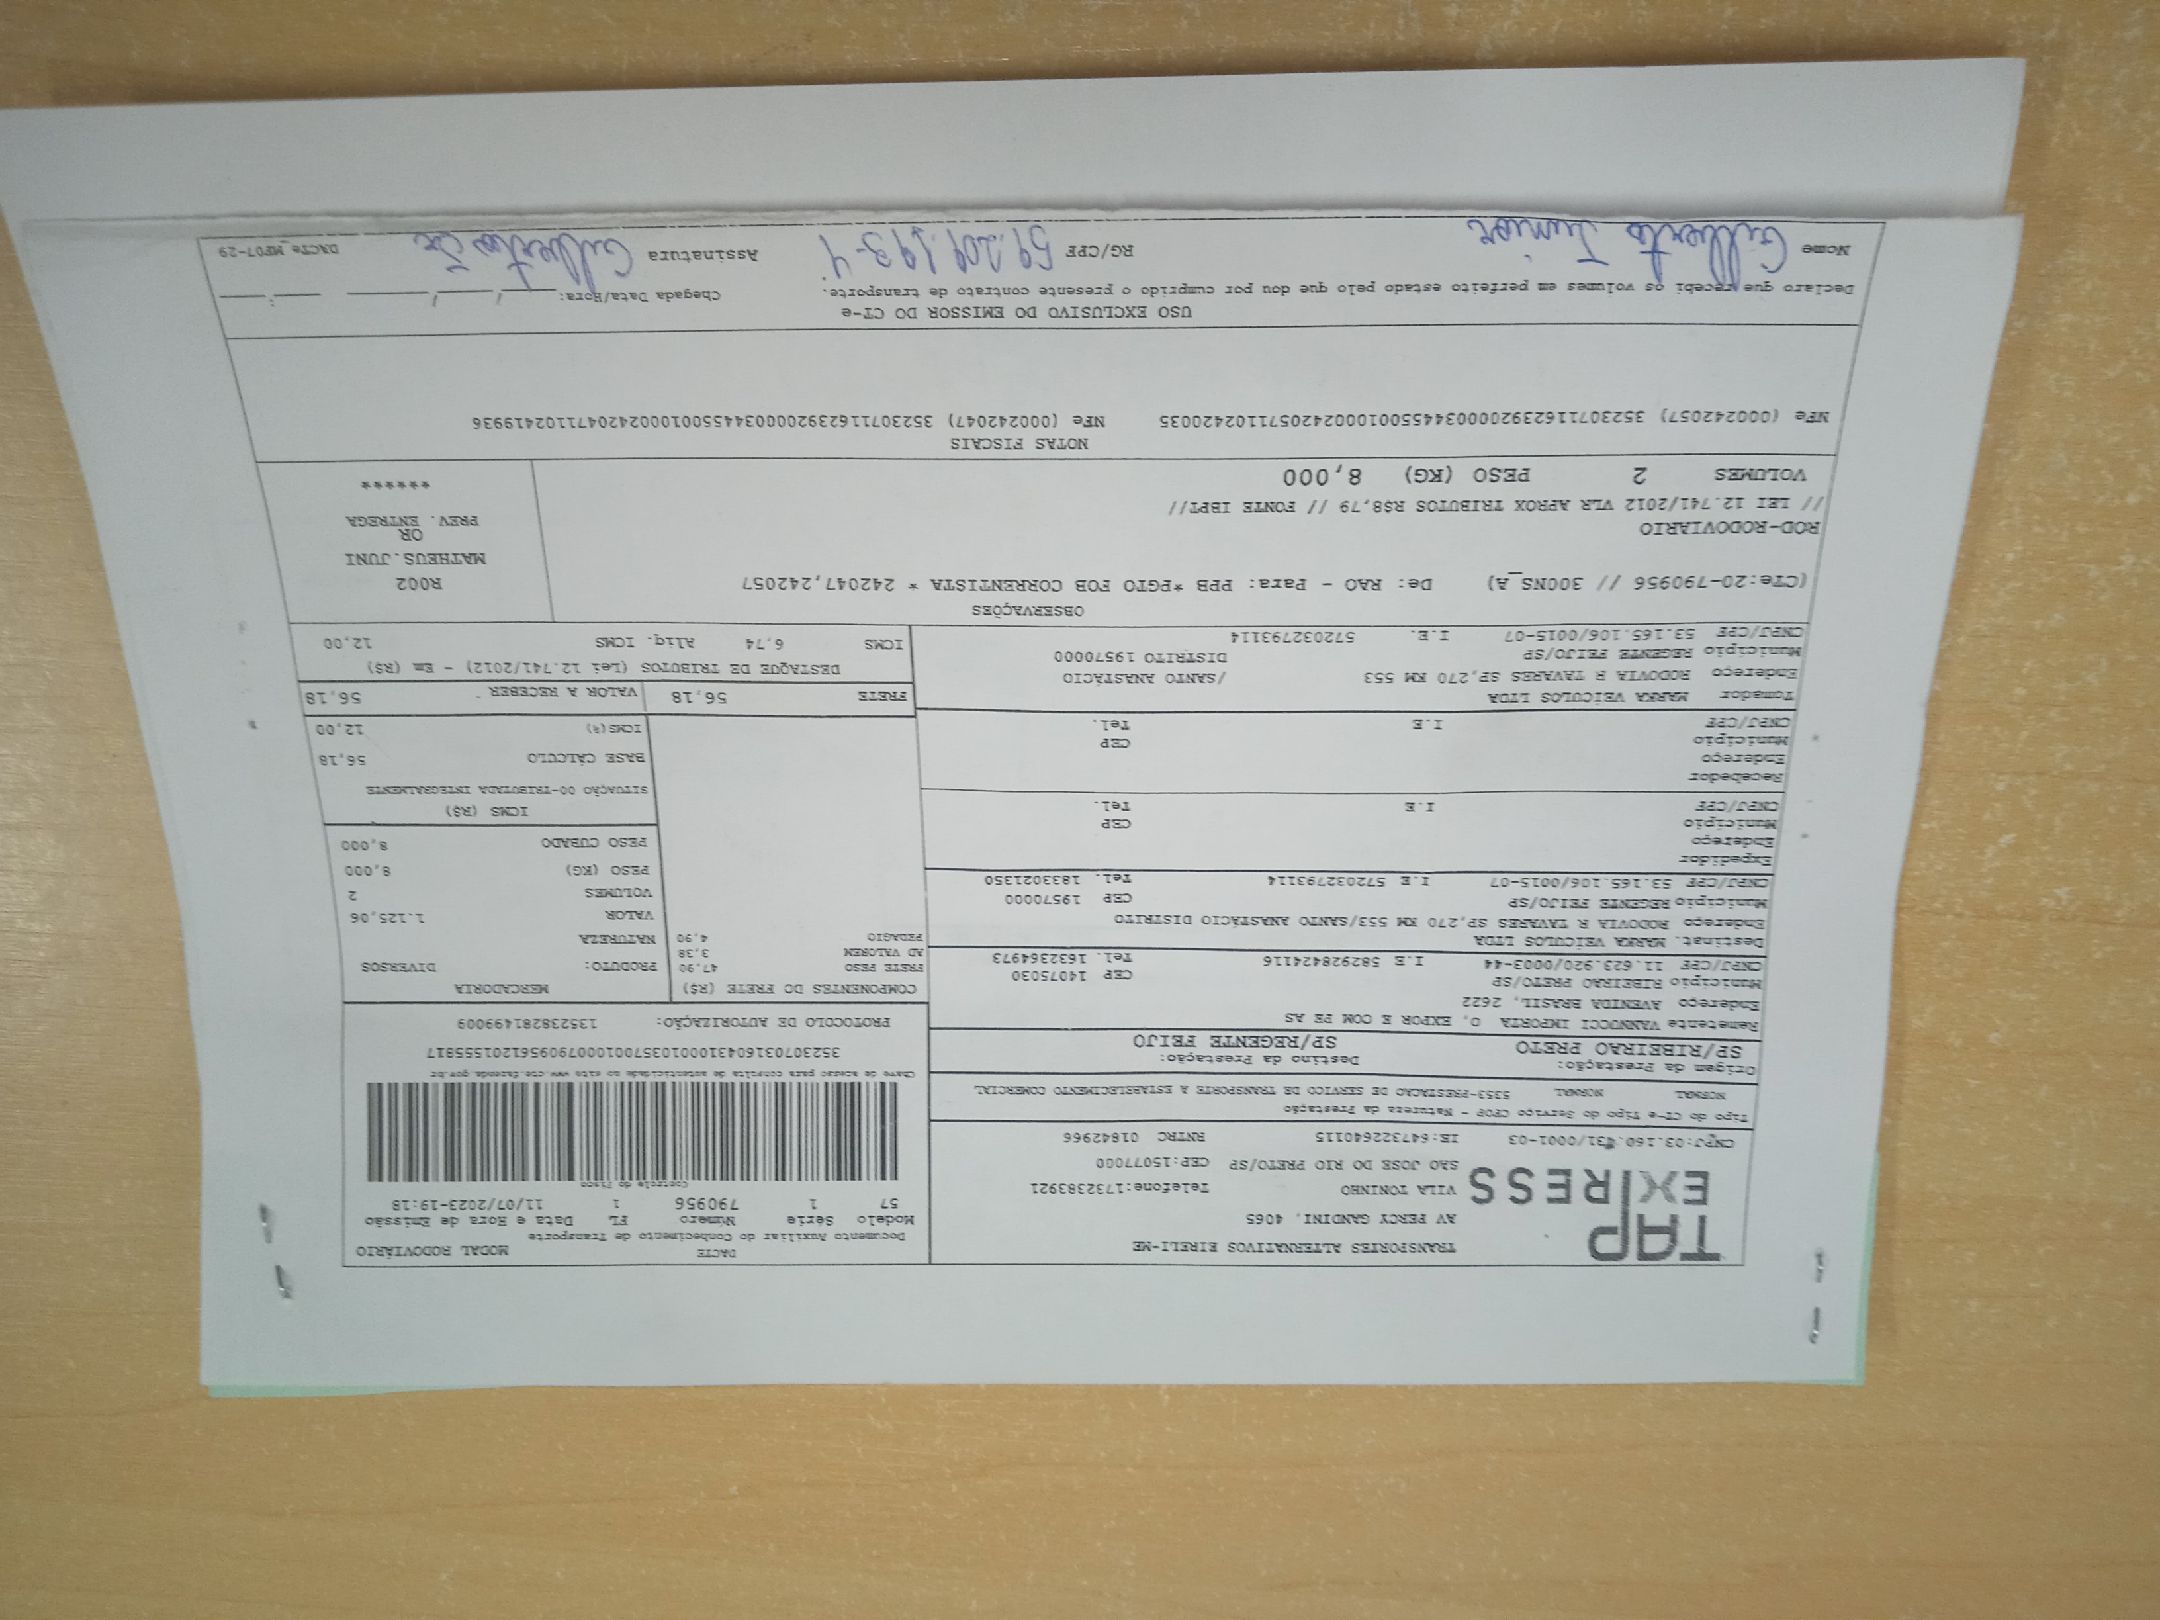 TAP
EXPRESS
TRANSPORTES ALTERNATIVOS EIRELI-ME
AV PERCY GANDINI, 4065
VILA TONINHO Telefone:1732383921
SAO JOSE DO RIO PRETO/SP CEP:15077000
CNPJ:03.160.431/0001-03 IE:647322640115 RNTRC 01842966
DACTE MODAL RODOVIÁRIO
Documento Auxiliar do Conhecimento de Transporte
Modelo Série Número FL Data e Hora de Emissão
57 1 790956 1 11/07/2023-19:18
Controle do Fisco
Chave de acesso para consulta de autenticidade no site www.cte.fazenda.gov.br
35230703160431000103570010007909561201555817
PROTOCOLO DE AUTORIZAÇÃO: 135238281499009
Tipo do CT-e Tipo do Serviço CFOP - Natureza da Prestação
NORMAL NORMAL 5353-PRESTACAO DE SERVICO DE TRANSPORTE A ESTABELECIMENTO COMERCIAL
Origem da Prestação: Destino da Prestação:
SP/RIBEIRAO PRETO SP/REGENTE FEIJO
Remetente VANNUCCI IMPORTA O, EXPOR E COM DE AS
Endereço AVENIDA BRASIL, 2622
Município RIBEIRAO PRETO/SP CEP 14075030
CNPJ/CPF 11.623.920/0003-44 I.E 582928424116 Tel. 1632364973
Destinat. MARKA VEÍCULOS LTDA
Endereço RODOVIA R TAVARES SP,270 KM 553/SANTO ANASTÁCIO DISTRITO
Município REGENTE FEIJO/SP CEP 19570000
CNPJ/CPF 53.165.106/0015-07 I.E 572032793114 Tel. 1833021350
Expedidor
Endereço
Município CEP
CNPJ/CPF I.E Tel.
Recebedor
Endereço
Município CEP
CNPJ/CPF I.E Tel.
Tomador MARKA VEÍCULOS LTDA
Endereço RODOVIA R TAVARES SP,270 KM 553 /SANTO ANASTÁCIO
Município REGENTE FEIJO/SP DISTRITO 19570000
CNPJ/CPF 53.165.106/0015-07 I.E. 572032793114
COMPONENTES DO FRETE (R$)
FRETE PESO 47,90
AD VALOREM 3,38
PEDAGIO 4,90
MERCADORIA
PRODUTO: DIVERSOS
NATUREZA
VALOR 1.125,06
VOLUMES 2
PESO (KG) 8,000
PESO CUBADO 8,000
ICMS (R$)
SITUAÇÃO 00-TRIBUTADA INTEGRALMENTE
BASE CÁLCULO 56,18
ICMS(%) 12,00
FRETE 56,18 VALOR A RECEBER 56,18
DESTAQUE DE TRIBUTOS (Lei 12.741/2012) - Em (R$)
ICMS 6,74 Alíq. ICMS 12,00
OBSERVAÇÕES
(CTe:20-790956 // 300NS_A) De: RAO - Para: PPB *PGTO FOB CORRENTISTA * 242047,242057
ROD-RODOVIARIO
// LEI 12.741/2012 VLR APROX TRIBUTOS R$8,79 // FONTE IBPT//
VOLUMES 2 PESO (KG) 8,000
R002
MATHEUS.JUNI
OR
PREV. ENTREGA
******
NOTAS FISCAIS
NFe (000242057) 35230711623920000344550010002420571102420035 NFe (000242047) 35230711623920000344550010002420471102419936
USO EXCLUSIVO DO EMISSOR DO CT-e
Declaro que recebi os volumes em perfeito estado pelo que dou por cumprido o presente contrato de transporte. Chegada Data/Hora: ____/____/____ ____:____
Nome Gilberto Junior RG/CPF 59.209.193-4 Assinatura Gilberto DACTe_MP07-29